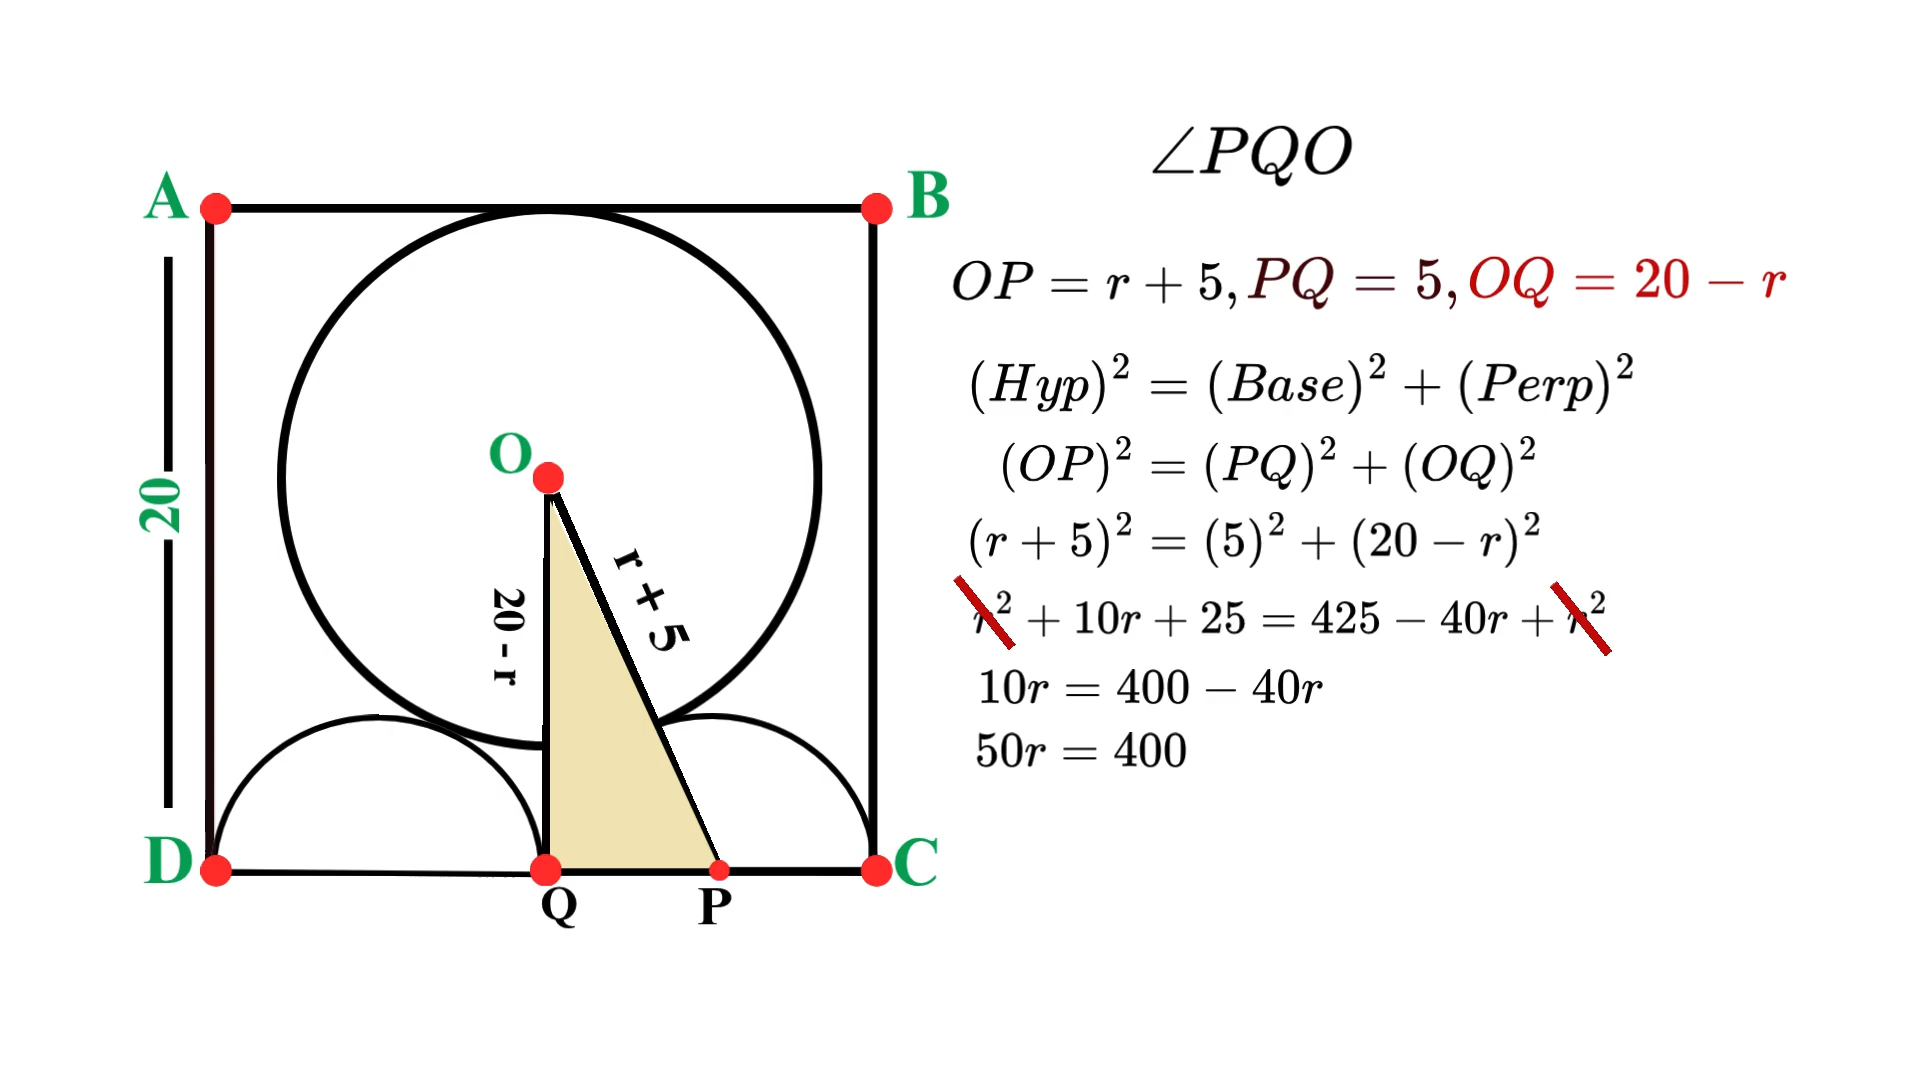 ∠PQO
A
B
OP = r + 5, PQ = 5, OQ = 20 − r
(Hyp)² = (Base)² + (Perp)²
O
(OP)² = (PQ)² + (OQ)²
20
r + 5
20 - r
(r + 5)² = (5)² + (20 − r)²
r² + 10r + 25 = 425 − 40r + r²
10r = 400 − 40r
50r = 400
D
C
Q
P